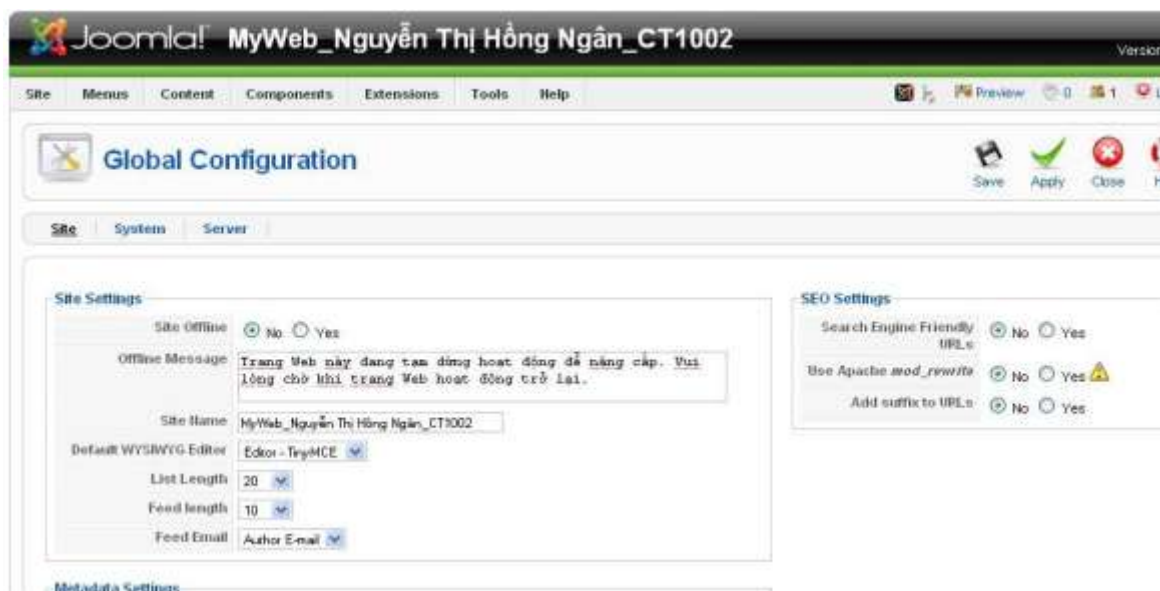 Joomla! MyWeb_Nguyễn Thị Hồng Ngân_CT1002
Version
Site Menus Content Components Extensions Tools Help Preview 0 1
Global Configuration
Save Apply Close
Site System Server
Site Settings
Site Offline No Yes
Offline Message Trang Web này đang tạm dừng hoạt động để nâng cấp. Vui
lòng chờ khi trang Web hoạt động trở lại.
Site Name MyWeb_Nguyễn Thị Hồng Ngân_CT1002
Default WYSIWYG Editor Editor - TinyMCE
List Length 20
Feed length 10
Feed Email Author E-mail
SEO Settings
Search Engine Friendly
URLs No Yes
Use Apache mod_rewrite No Yes
Add suffix to URLs No Yes
Metadata Settings